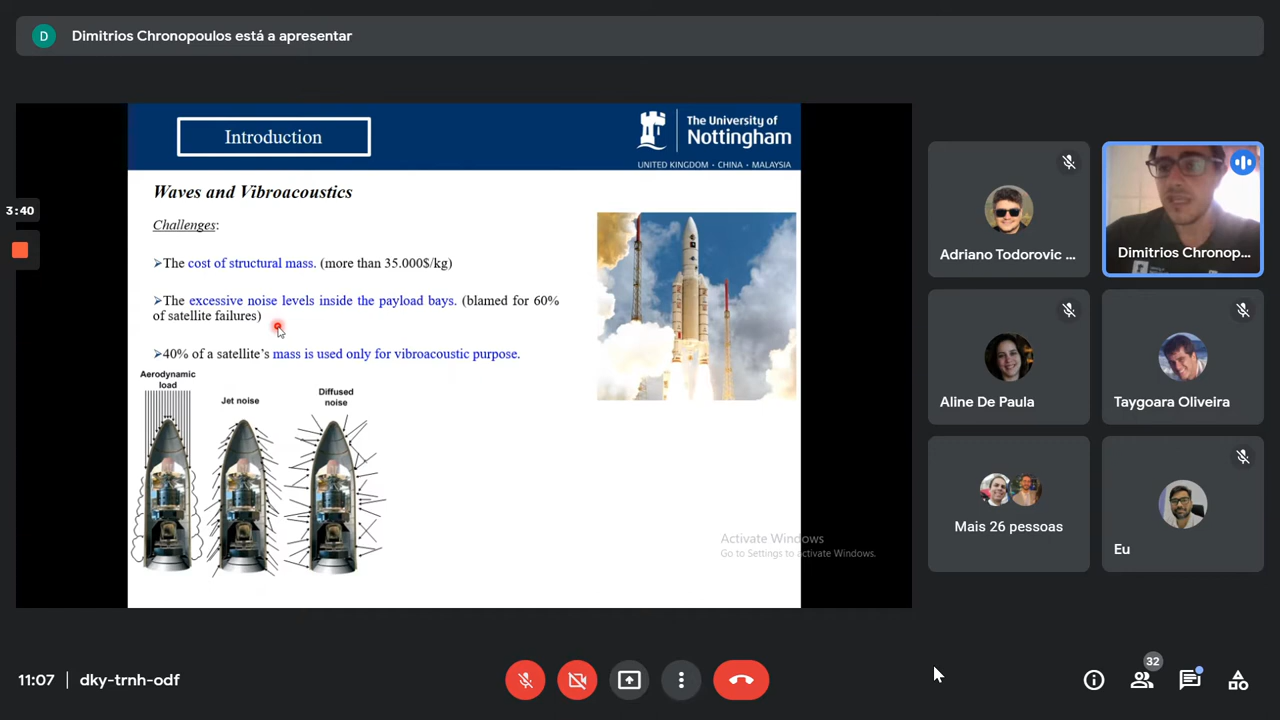 D
Dimitrios Chronopoulos está a apresentar
3:40
Introduction
The University of
Nottingham
UNITED KINGDOM • CHINA • MALAYSIA
Waves and Vibroacoustics
Challenges:
➢The cost of structural mass. (more than 35.000$/kg)
➢The excessive noise levels inside the payload bays. (blamed for 60%
of satellite failures)
➢40% of a satellite's mass is used only for vibroacoustic purpose.
Aerodynamic
load
Jet noise
Diffused
noise
Activate Windows
Go to Settings to activate Windows.
Adriano Todorovic ...
Dimitrios Chronop...
Aline De Paula
Taygoara Oliveira
Mais 26 pessoas
Eu
11:07 | dky-trnh-odf
32